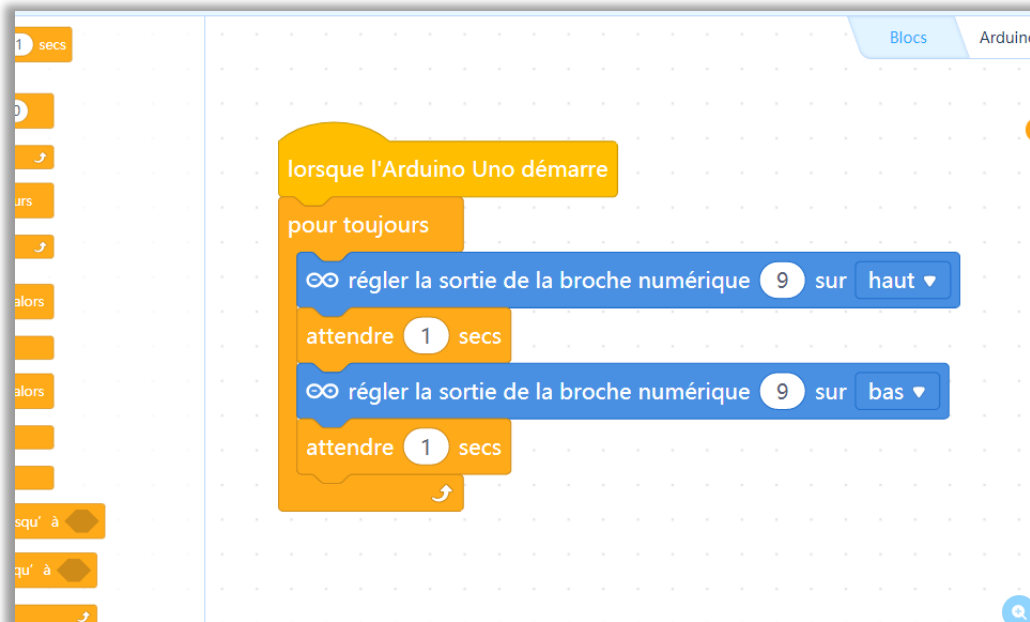 Blocs
1 secs
lorsque l'Arduino Uno démarre
pour toujours
régler la sortie de la broche numérique 9 sur haut
attendre 1 secs
régler la sortie de la broche numérique 9 sur bas
attendre 1 secs
alors
alors
à
à